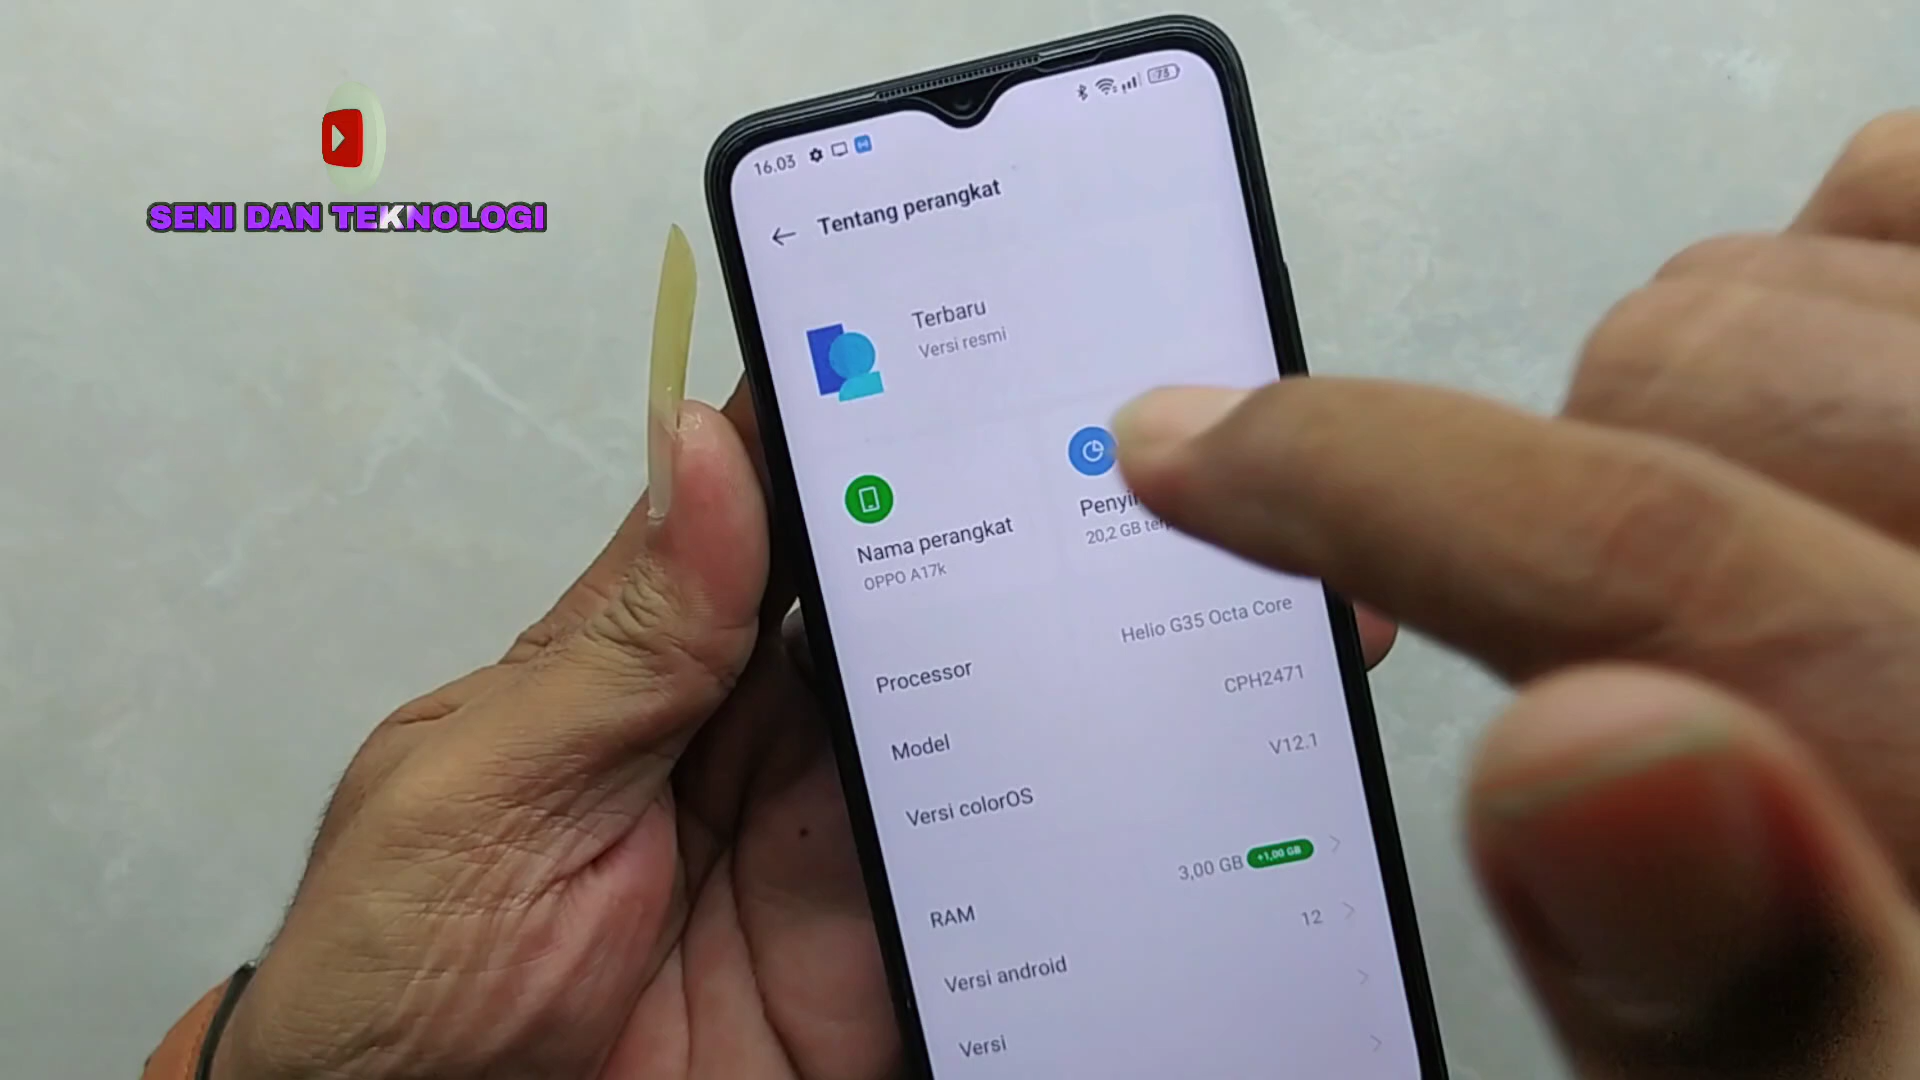 SENI DAN TEKNOLOGI
16.03
73
Tentang perangkat
Terbaru
Versi resmi
Nama perangkat
OPPO A17k
20,2 GB
Processor
Helio G35 Octa Core
Model
CPH2471
Versi colorOS
V12.1
RAM
3,00 GB +1,00 GB
Versi android
12
Versi